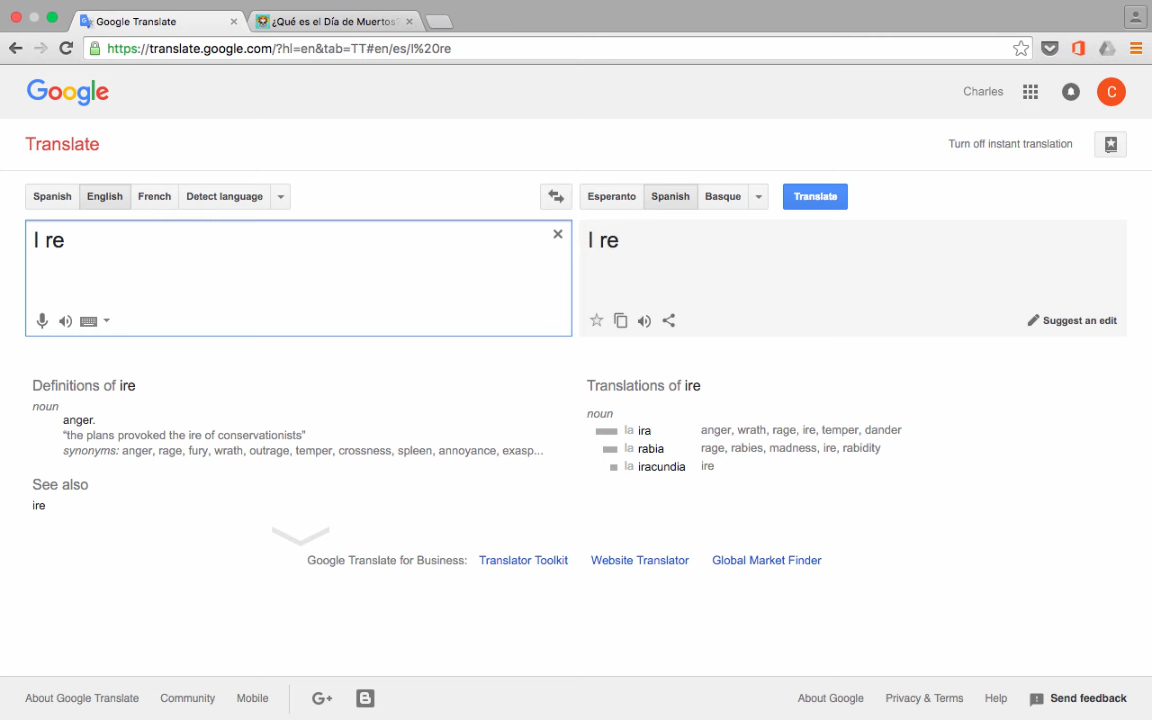 Google Translate
¿Qué es el Día de Muertos?
https://translate.google.com/?hl=en&tab=TT#en/es/I%20re
Google
Charles
C
Translate
Turn off instant translation
Spanish English French Detect language
Esperanto Spanish Basque Translate
I re
I re
Suggest an edit
Definitions of ire
noun
anger.
"the plans provoked the ire of conservationists"
synonyms: anger, rage, fury, wrath, outrage, temper, crossness, spleen, annoyance, exasp...
See also
ire
Translations of ire
noun
la ira anger, wrath, rage, ire, temper, dander
la rabia rage, rabies, madness, ire, rabidity
la iracundia ire
Google Translate for Business: Translator Toolkit Website Translator Global Market Finder
About Google Translate Community Mobile G+ B About Google Privacy & Terms Help Send feedback